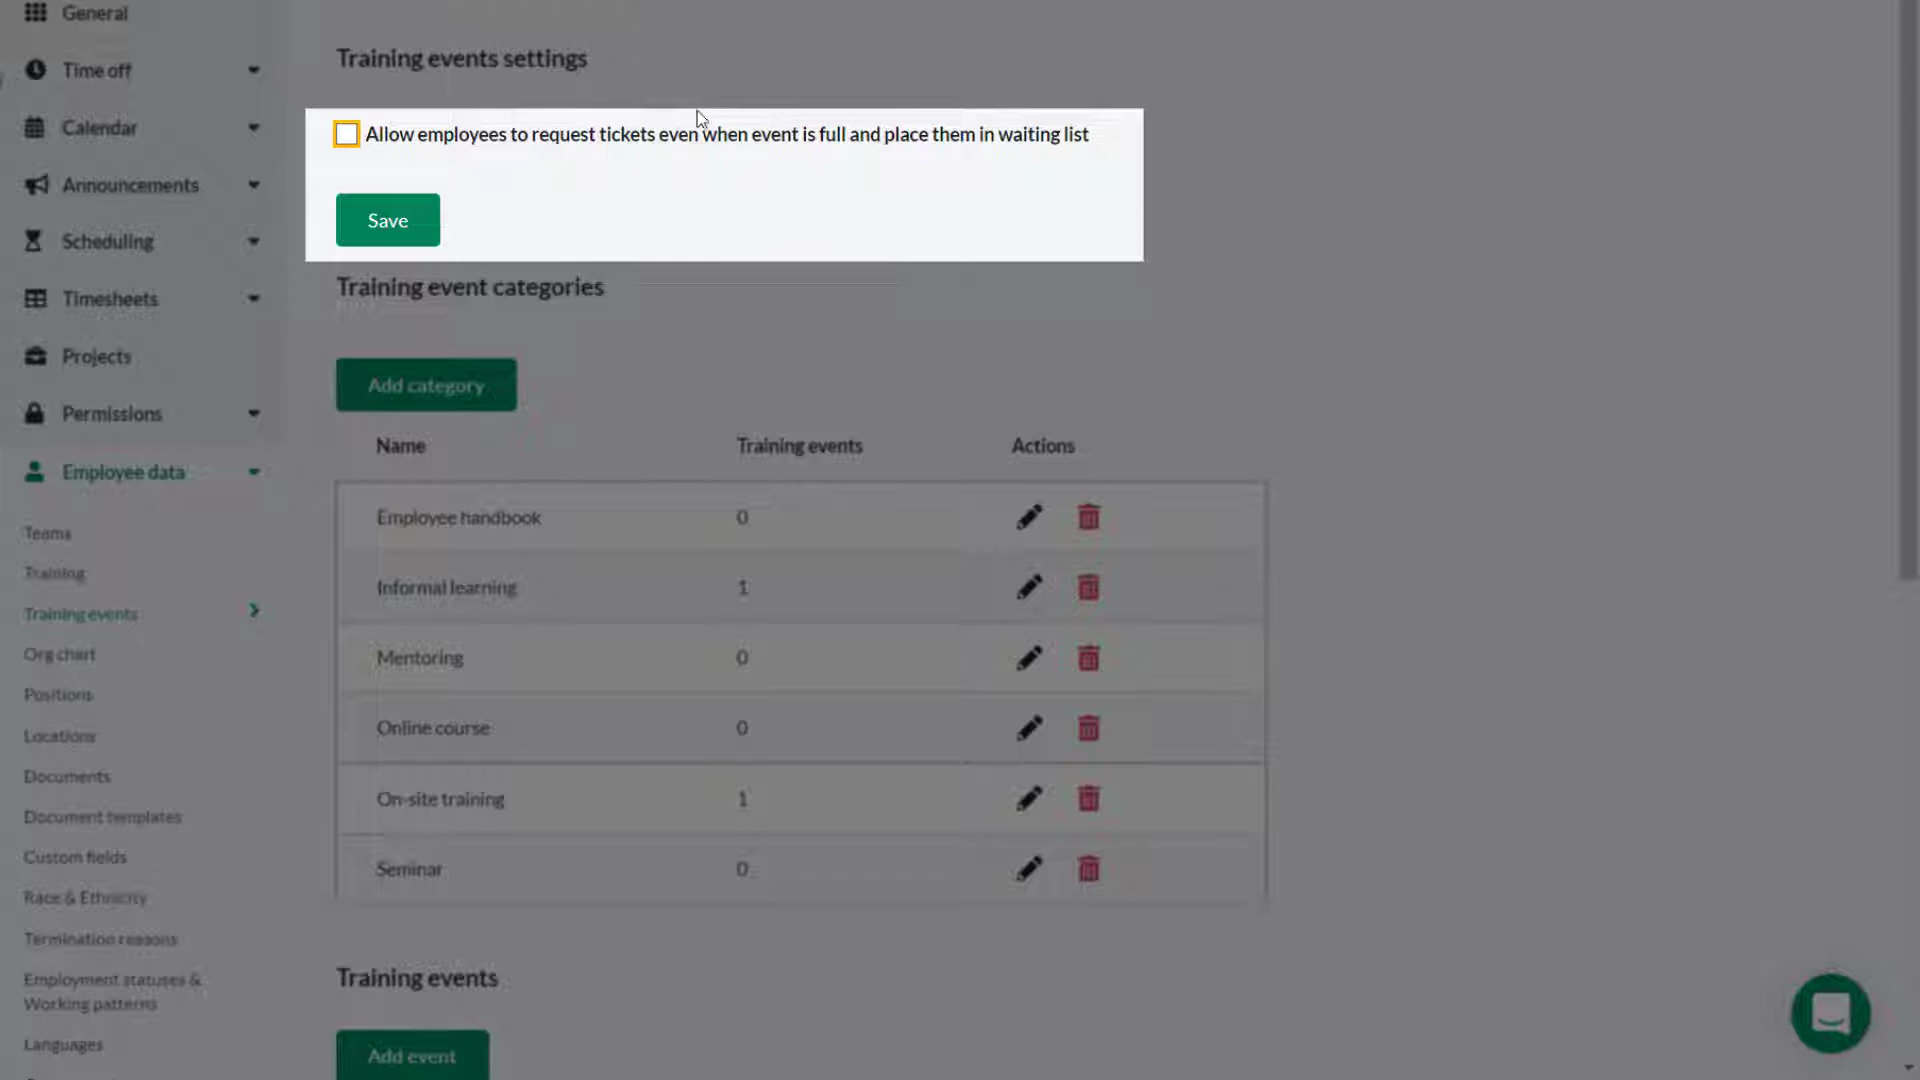 General
Time off
Calendar
Announcements
Scheduling
Timesheets
Projects
Permissions
Employee data
Teams
Training
Training events
Org chart
Positions
Locations
Documents
Document templates
Custom fields
Race & Ethnicity
Termination reasons
Employment statuses &
Working patterns
Languages
Training events settings
Allow employees to request tickets even when event is full and place them in waiting list
Save
Training event categories
Add category
Name Training events Actions
Employee handbook 0
Informal learning 1
Mentoring 0
Online course 0
On-site training 1
Seminar 0
Training events
Add event